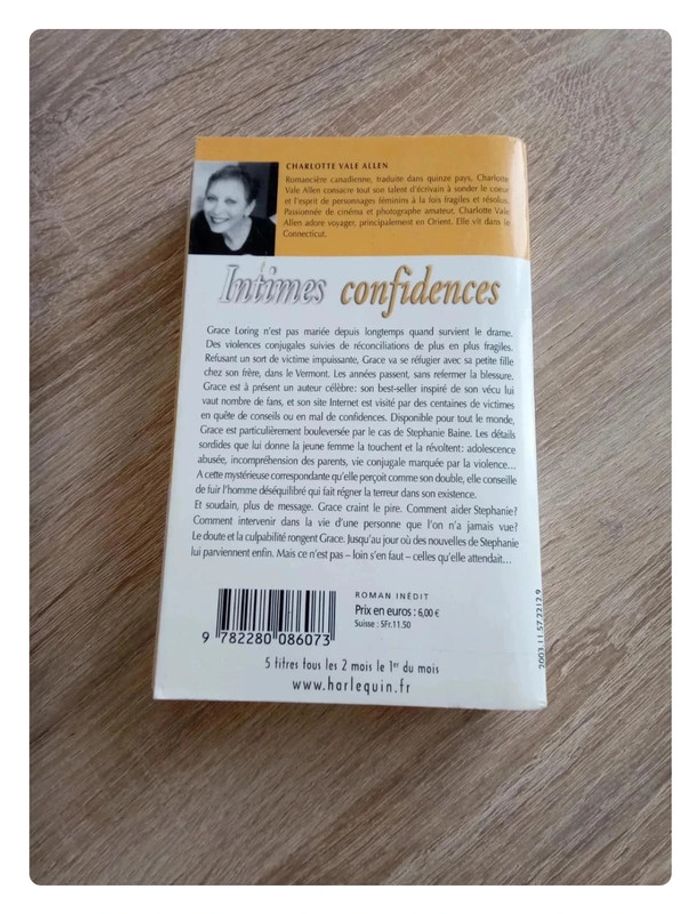 CHARLOTTE VALE ALLEN
Romancière canadienne, traduite dans quinze pays, Charlotte
Vale Allen consacre tout son talent d'écrivain à sonder le coeur
et l'esprit de personnages féminins à la fois fragiles et résolus.
Passionnée de cinéma et photographe amateur, Charlotte Vale
Allen adore voyager, principalement en Orient. Elle vit dans le
Connecticut.
Intimes confidences
Grace Loring n'est pas mariée depuis longtemps quand survient le drame.
Des violences conjugales suivies de réconciliations de plus en plus fragiles.
Refusant un sort de victime impuissante, Grace va se réfugier avec sa petite fille
chez son frère, dans le Vermont. Les années passent, sans refermer la blessure.
Grace est à présent un auteur célèbre : son best-seller inspiré de son vécu lui
vaut nombre de fans, et son site Internet est visité par des centaines de victimes
en quête de conseils ou en mal de confidences. Disponible pour tout le monde,
Grace est particulièrement bouleversée par le cas de Stephanie Baine. Les détails
sordides que lui donne la jeune femme la touchent et la révoltent : adolescence
abusée, incompréhension des parents, vie conjugale marquée par la violence...
A cette mystérieuse correspondante qu'elle perçoit comme son double, elle conseille
de fuir l'homme déséquilibré qui fait régner la terreur dans son existence.
Et soudain, plus de message. Grace craint le pire. Comment aider Stephanie ?
Comment intervenir dans la vie d'une personne que l'on n'a jamais vue ?
Le doute et la culpabilité rongent Grace. Jusqu'au jour où des nouvelles de Stephanie
lui parviennent enfin. Mais ce n'est pas – loin s'en faut – celles qu'elle attendait...
ROMAN INÉDIT
Prix en euros : 6,00 €
Suisse : SFr.11.50
9 782280 086073
5 titres tous les 2 mois le 1er du mois
www.harlequin.fr
2003.11.57.2212.9